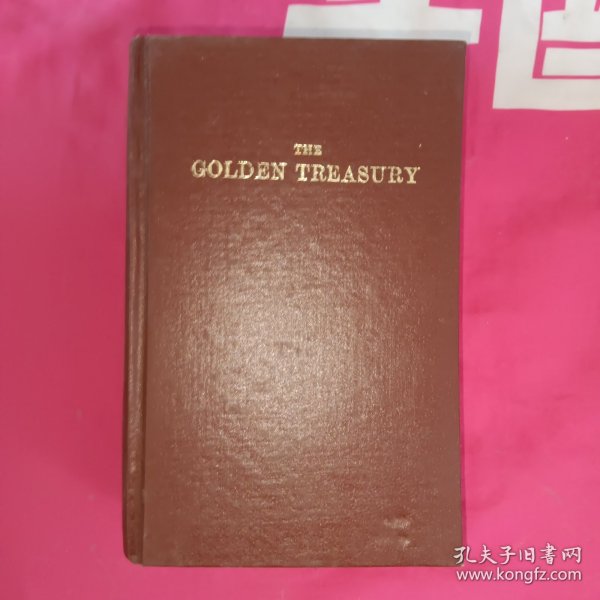 THE
GOLDEN TREASURY
孔夫子旧书网
www.kongfz.com